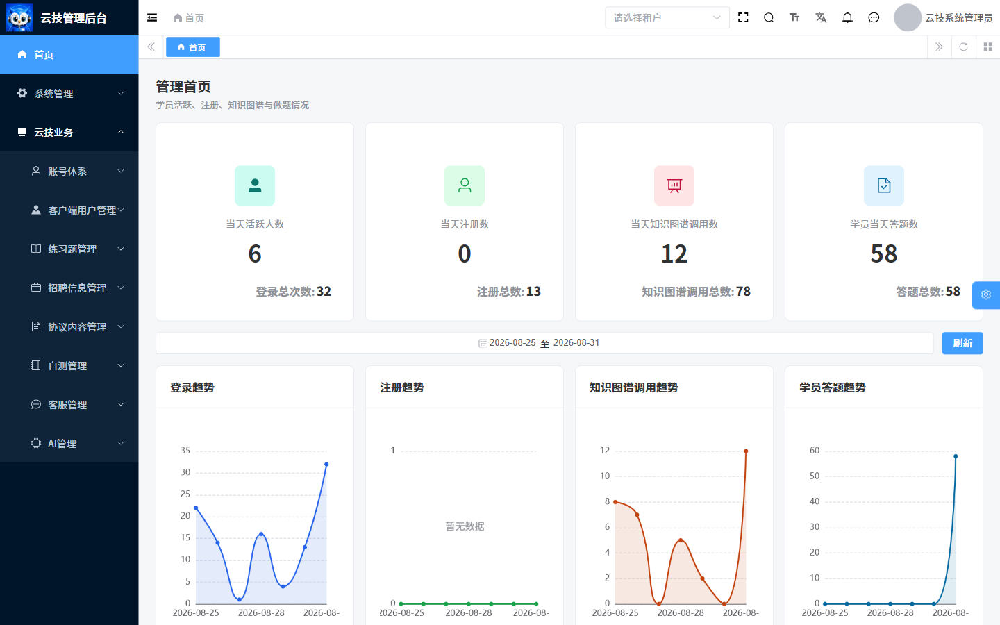 云技管理后台
首页
请选择租户
云技系统管理员
首页
首页
系统管理
云技业务
账号体系
客户端用户管理
练习题管理
招聘信息管理
协议内容管理
自测管理
客服管理
AI管理
管理首页
学员活跃、注册、知识图谱与做题情况
当天活跃人数
6
登录总次数:32
当天注册数
0
注册总数:13
当天知识图谱调用数
12
知识图谱调用总数:78
学员当天答题数
58
答题总数:58
2026-08-25 至 2026-08-31
刷新
登录趋势
35
30
25
20
15
10
5
0
2026-08-25 2026-08-28 2026-08-
注册趋势
1
暂无数据
0
2026-08-25 2026-08-28 2026-08-
知识图谱调用趋势
12
10
8
6
4
2
0
2026-08-25 2026-08-28 2026-08-
学员答题趋势
60
50
40
30
20
10
0
2026-08-25 2026-08-28 2026-08-